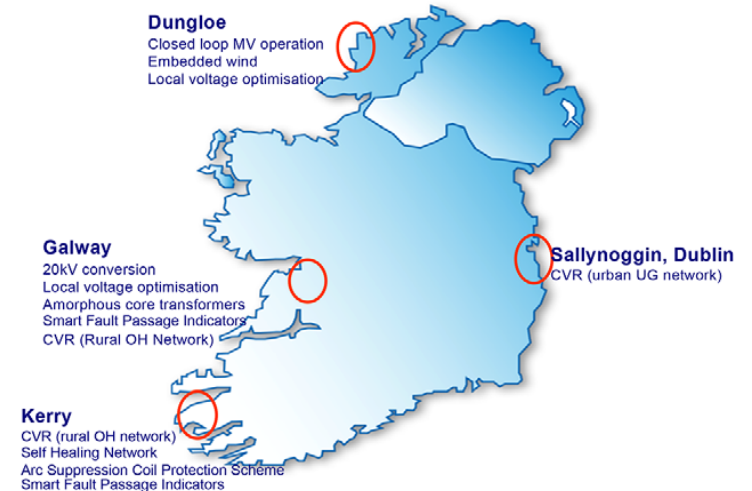 Dungloe
Closed loop MV operation
Embedded wind
Local voltage optimisation
Galway
20kV conversion
Local voltage optimisation
Amorphous core transformers
Smart Fault Passage Indicators
CVR (Rural OH Network)
Sallynoggin, Dublin
CVR (urban UG network)
Kerry
CVR (rural OH network)
Self Healing Network
Arc Suppression Coil Protection Scheme
Smart Fault Passage Indicators